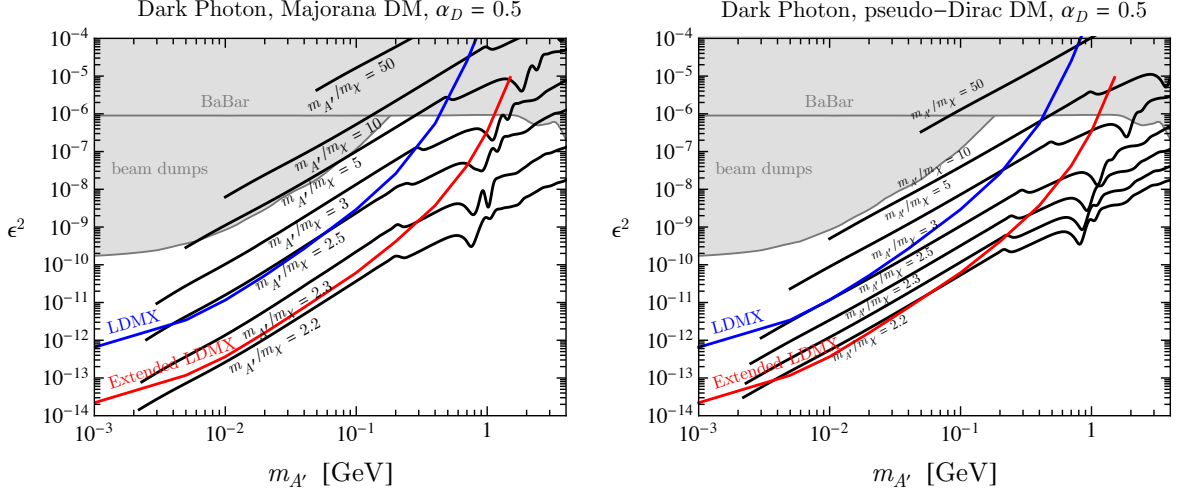 Dark Photon, Majorana DM, α_D = 0.5
10^−4
10^−5
10^−6
10^−7
10^−8
10^−9
10^−10
10^−11
10^−12
10^−13
10^−14
ϵ^2
BaBar
beam dumps
m_A′/m_χ = 50
m_A′/m_χ = 10
m_A′/m_χ = 5
m_A′/m_χ = 3
m_A′/m_χ = 2.5
m_A′/m_χ = 2.3
m_A′/m_χ = 2.2
LDMX
Extended LDMX
10^−3
10^−2
10^−1
1
m_A′ [GeV]
Dark Photon, pseudo−Dirac DM, α_D = 0.5
10^−4
10^−5
10^−6
10^−7
10^−8
10^−9
10^−10
10^−11
10^−12
10^−13
10^−14
ϵ^2
BaBar
beam dumps
m_A′/m_χ = 50
m_A′/m_χ = 10
m_A′/m_χ = 5
m_A′/m_χ = 3
m_A′/m_χ = 2.5
m_A′/m_χ = 2.3
m_A′/m_χ = 2.2
LDMX
Extended LDMX
10^−3
10^−2
10^−1
1
m_A′ [GeV]